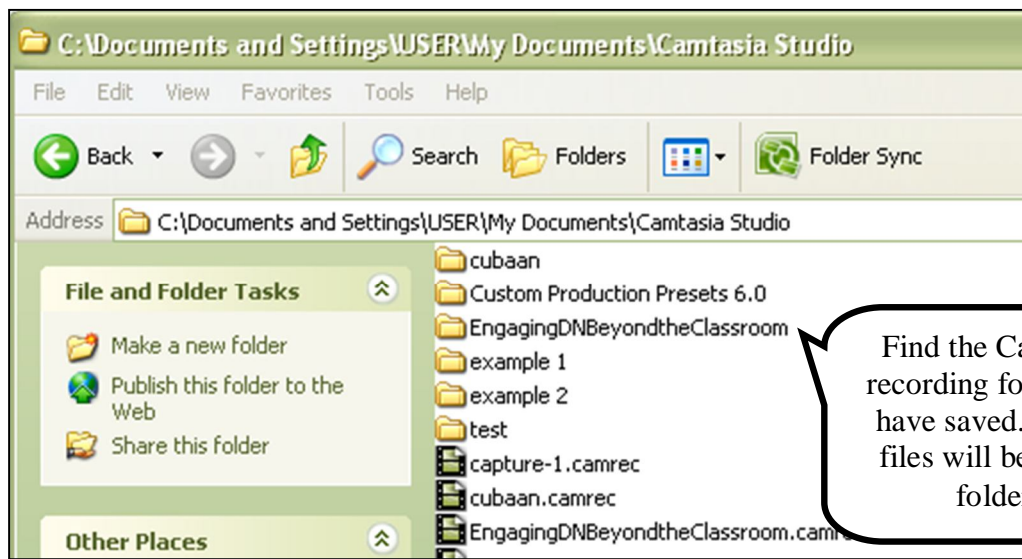 C:\Documents and Settings\USER\My Documents\Camtasia Studio
File Edit View Favorites Tools Help
Back Search Folders Folder Sync
Address C:\Documents and Settings\USER\My Documents\Camtasia Studio
File and Folder Tasks
Make a new folder
Publish this folder to the
Web
Share this folder
Other Places
cubaan
Custom Production Presets 6.0
EngagingDNBeyondtheClassroom
example 1
example 2
test
capture-1.camrec
cubaan.camrec
Find the
recording
have saved.
files will